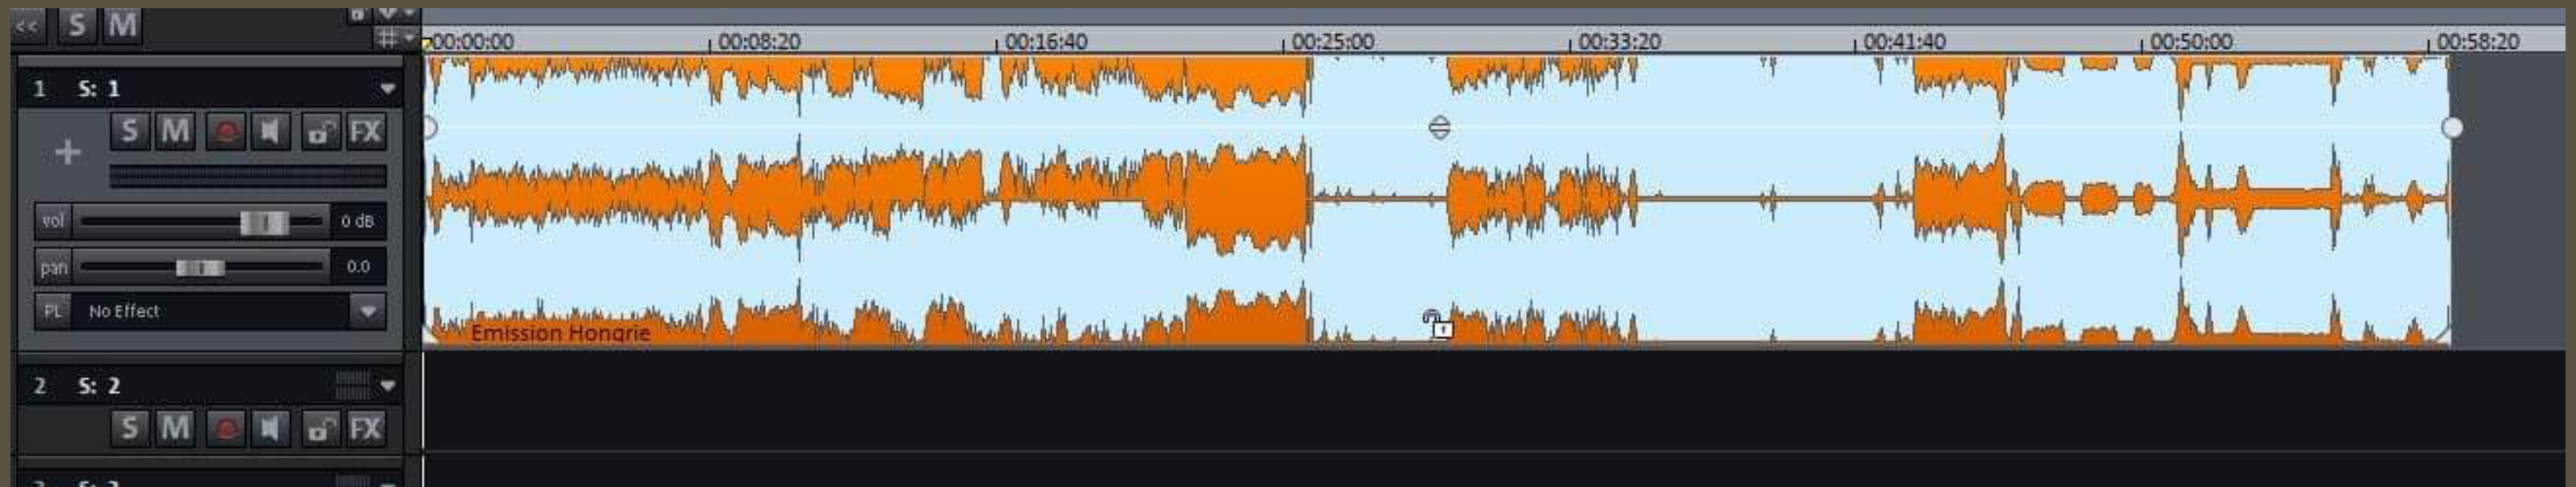 << S M
00:00:00 00:08:20 00:16:40 00:25:00 00:33:20 00:41:40 00:50:00 00:58:20
1 S: 1
S M FX
vol 0 dB
pan 0.0
PL No Effect
Emission Hongrie
2 S: 2
S M FX